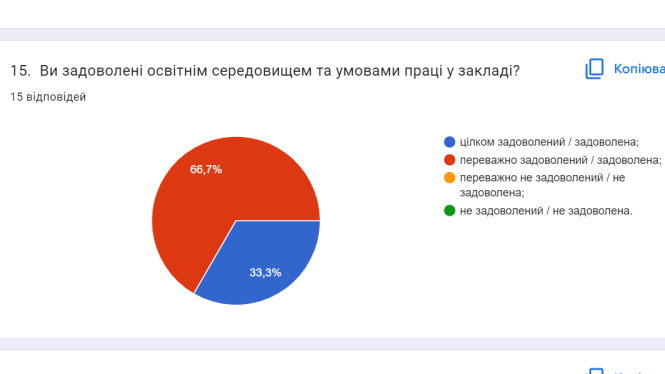 15. Ви задоволені освітнім середовищем та умовами праці у закладі?
Копіюва
15 відповідей
66,7%
33,3%
цілком задоволений / задоволена;
переважно задоволений / задоволена;
переважно не задоволений / не
задоволена;
не задоволений / не задоволена.